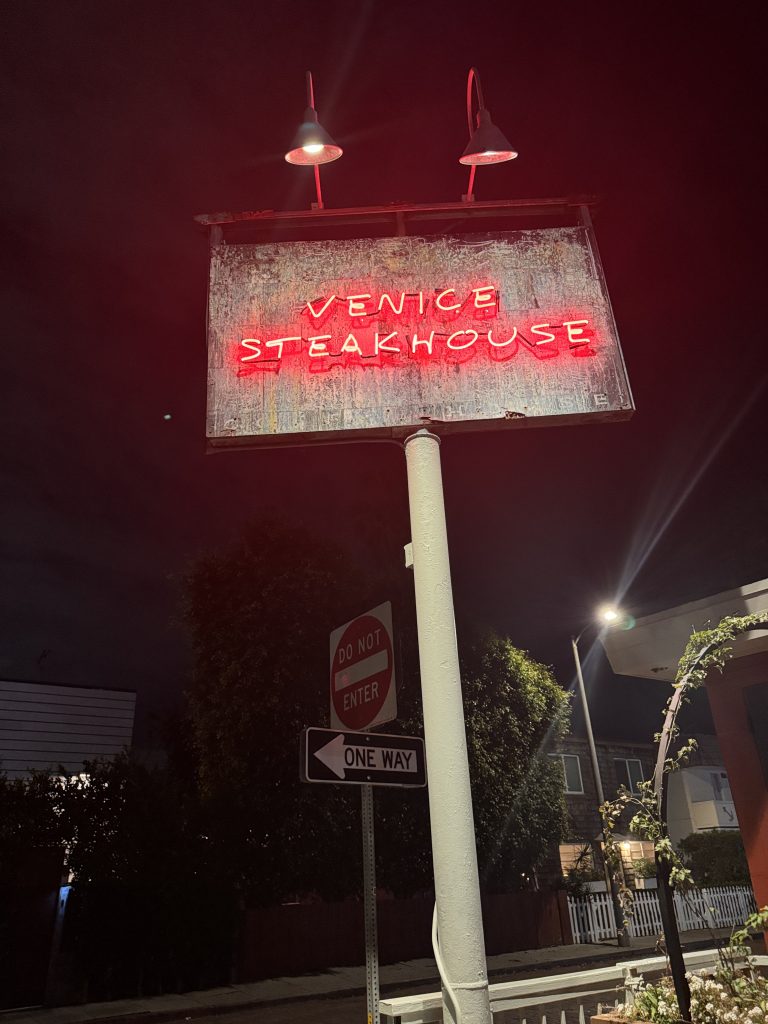 VENICE
STEAKHOUSE
DO NOT
ENTER
ONE WAY